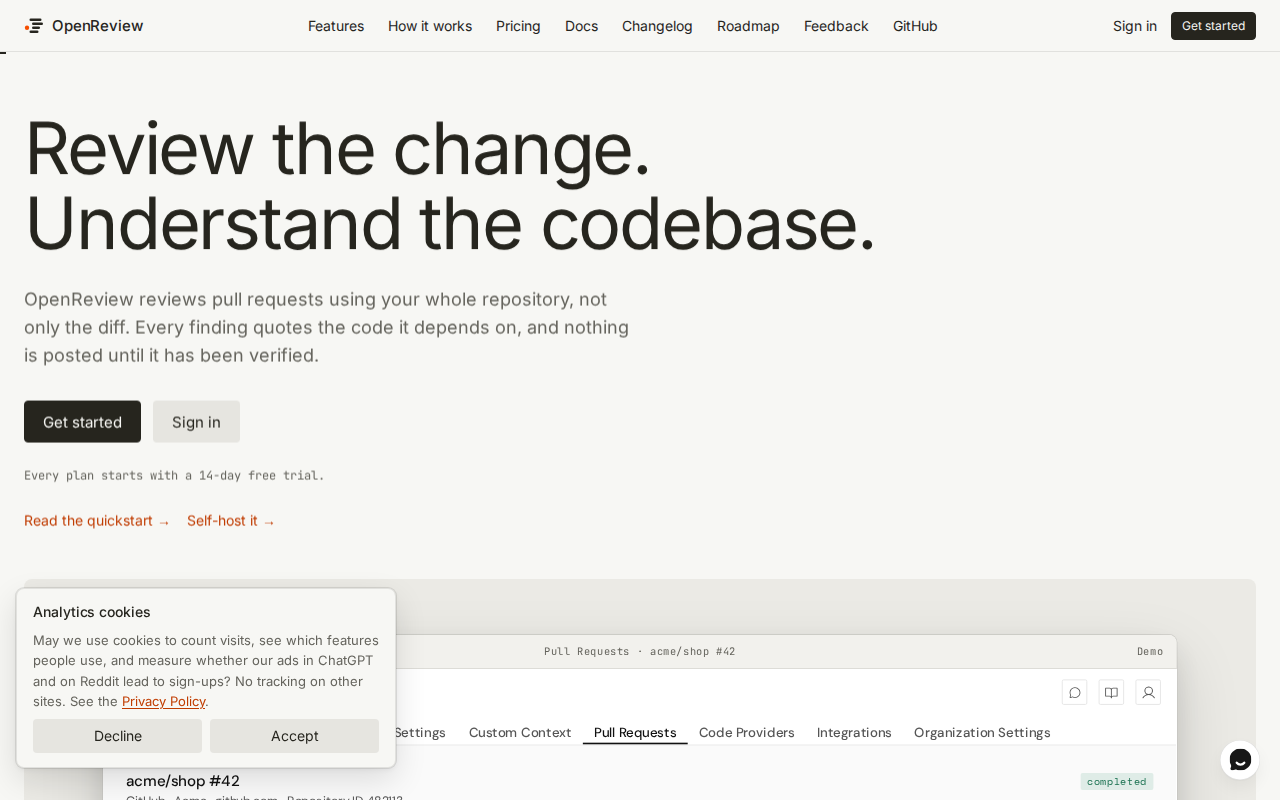 OpenReview
Features How it works Pricing Docs Changelog Roadmap Feedback GitHub
Sign in Get started
Review the change.
Understand the codebase.
OpenReview reviews pull requests using your whole repository, not
only the diff. Every finding quotes the code it depends on, and nothing
is posted until it has been verified.
Get started Sign in
Every plan starts with a 14-day free trial.
Read the quickstart → Self-host it →
Analytics cookies
May we use cookies to count visits, see which features
people use, and measure whether our ads in ChatGPT
and on Reddit lead to sign-ups? No tracking on other
sites. See the Privacy Policy.
Decline Accept
Pull Requests · acme/shop #42 Demo
Settings Custom Context Pull Requests Code Providers Integrations Organization Settings
acme/shop #42 completed